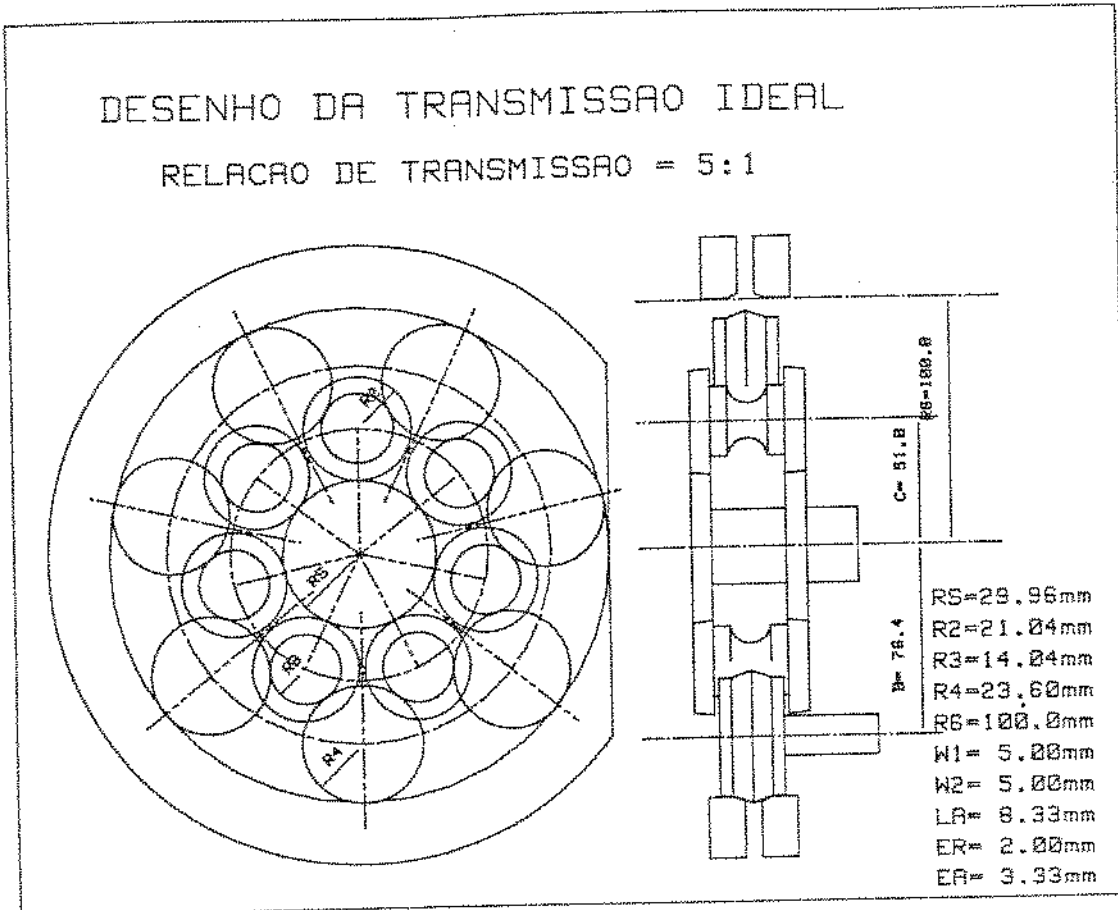 DESENHO DA TRANSMISSAO IDEAL
RELACAO DE TRANSMISSAO = 5:1
R2
RS
R3
R4
R6=100.0
C= 51.0
B= 76.4
RS=29.96mm
R2=21.04mm
R3=14.04mm
R4=23.60mm
R6=100.0mm
W1= 5.00mm
W2= 5.00mm
LA= 8.33mm
ER= 2.00mm
EA= 3.33mm